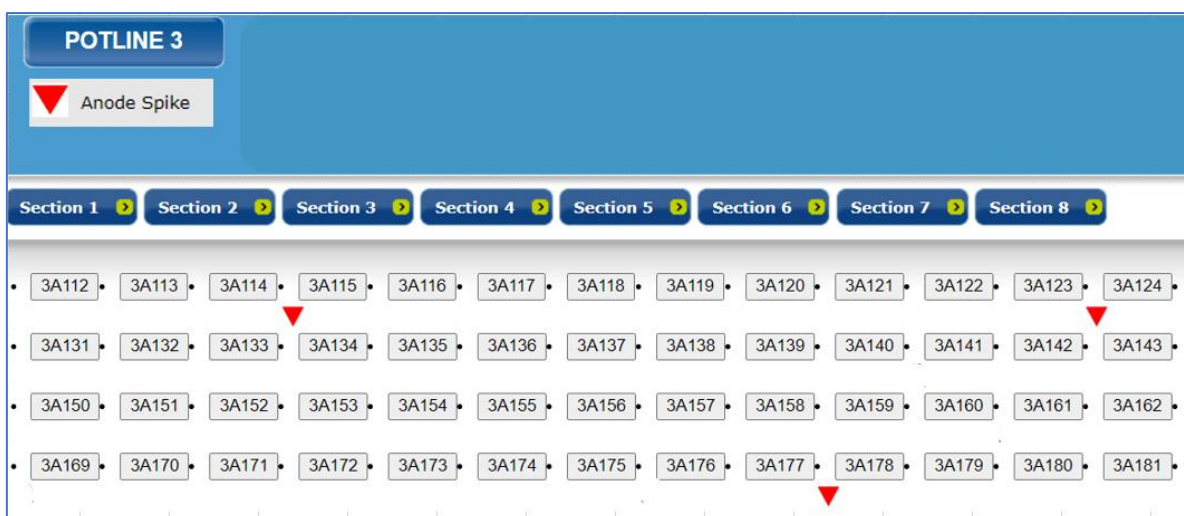 POTLINE 3
Anode Spike
Section 1 Section 2 Section 3 Section 4 Section 5 Section 6 Section 7 Section 8
3A112 3A113 3A114 3A115 3A116 3A117 3A118 3A119 3A120 3A121 3A122 3A123 3A124
3A131 3A132 3A133 3A134 3A135 3A136 3A137 3A138 3A139 3A140 3A141 3A142 3A143
3A150 3A151 3A152 3A153 3A154 3A155 3A156 3A157 3A158 3A159 3A160 3A161 3A162
3A169 3A170 3A171 3A172 3A173 3A174 3A175 3A176 3A177 3A178 3A179 3A180 3A181